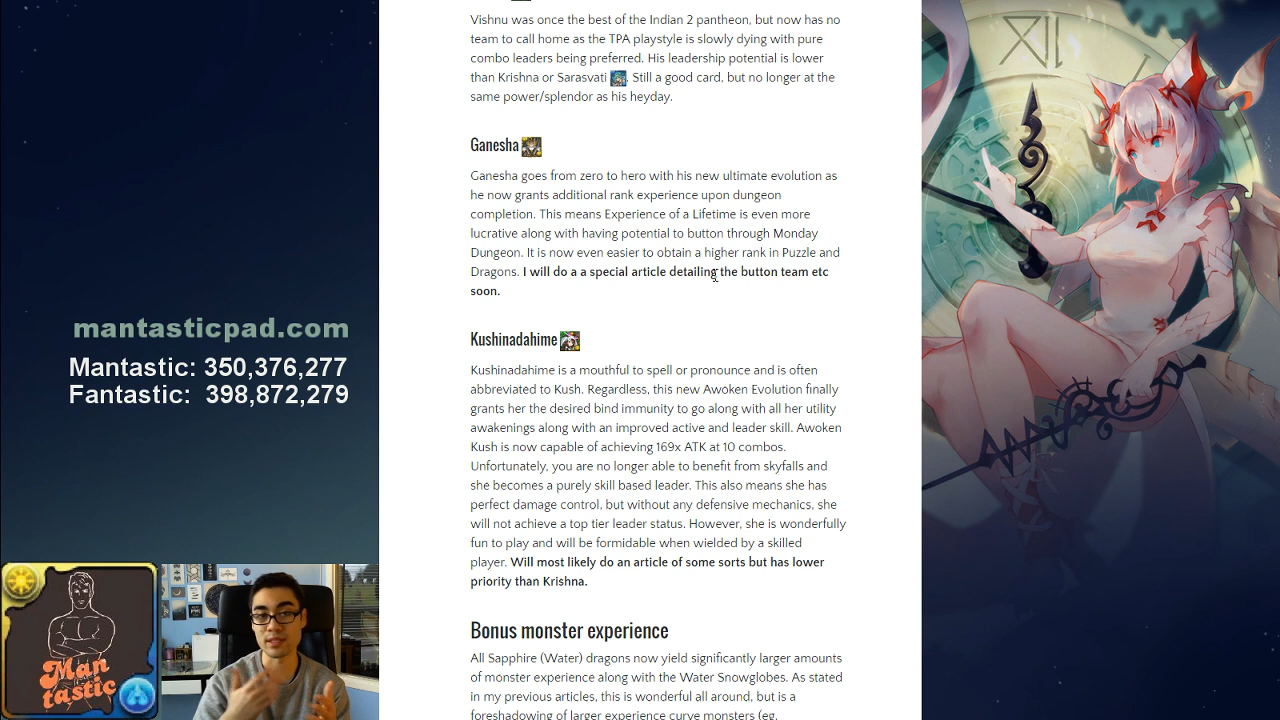 Vishnu was once the best of the Indian 2 pantheon, but now has no
team to call home as the TPA playstyle is slowly dying with pure
combo leaders being preferred. His leadership potential is lower
than Krishna or Sarasvati . Still a good card, but no longer at the
same power/splendor as his heyday.
Ganesha
Ganesha goes from zero to hero with his new ultimate evolution as
he now grants additional rank experience upon dungeon
completion. This means Experience of a Lifetime is even more
lucrative along with having potential to button through Monday
Dungeon. It is now even easier to obtain a higher rank in Puzzle and
Dragons. I will do a a special article detailing the button team etc
soon.
Kushinadahime
Kushinadahime is a mouthful to spell or pronounce and is often
abbreviated to Kush. Regardless, this new Awoken Evolution finally
grants her the desired bind immunity to go along with all her utility
awakenings along with an improved active and leader skill. Awoken
Kush is now capable of achieving 169x ATK at 10 combos.
Unfortunately, you are no longer able to benefit from skyfalls and
she becomes a purely skill based leader. This also means she has
perfect damage control, but without any defensive mechanics, she
will not achieve a top tier leader status. However, she is wonderfully
fun to play and will be formidable when wielded by a skilled
player. Will most likely do an article of some sorts but has lower
priority than Krishna.
Bonus monster experience
All Sapphire (Water) dragons now yield significantly larger amounts
of monster experience along with the Water Snowglobes. As stated
in my previous articles, this is wonderful all around, but is a
foreshadowing of larger experience curve monsters (eg.
mantasticpad.com
Mantastic: 350,376,277
Fantastic: 398,872,279
Man
tastic
XII